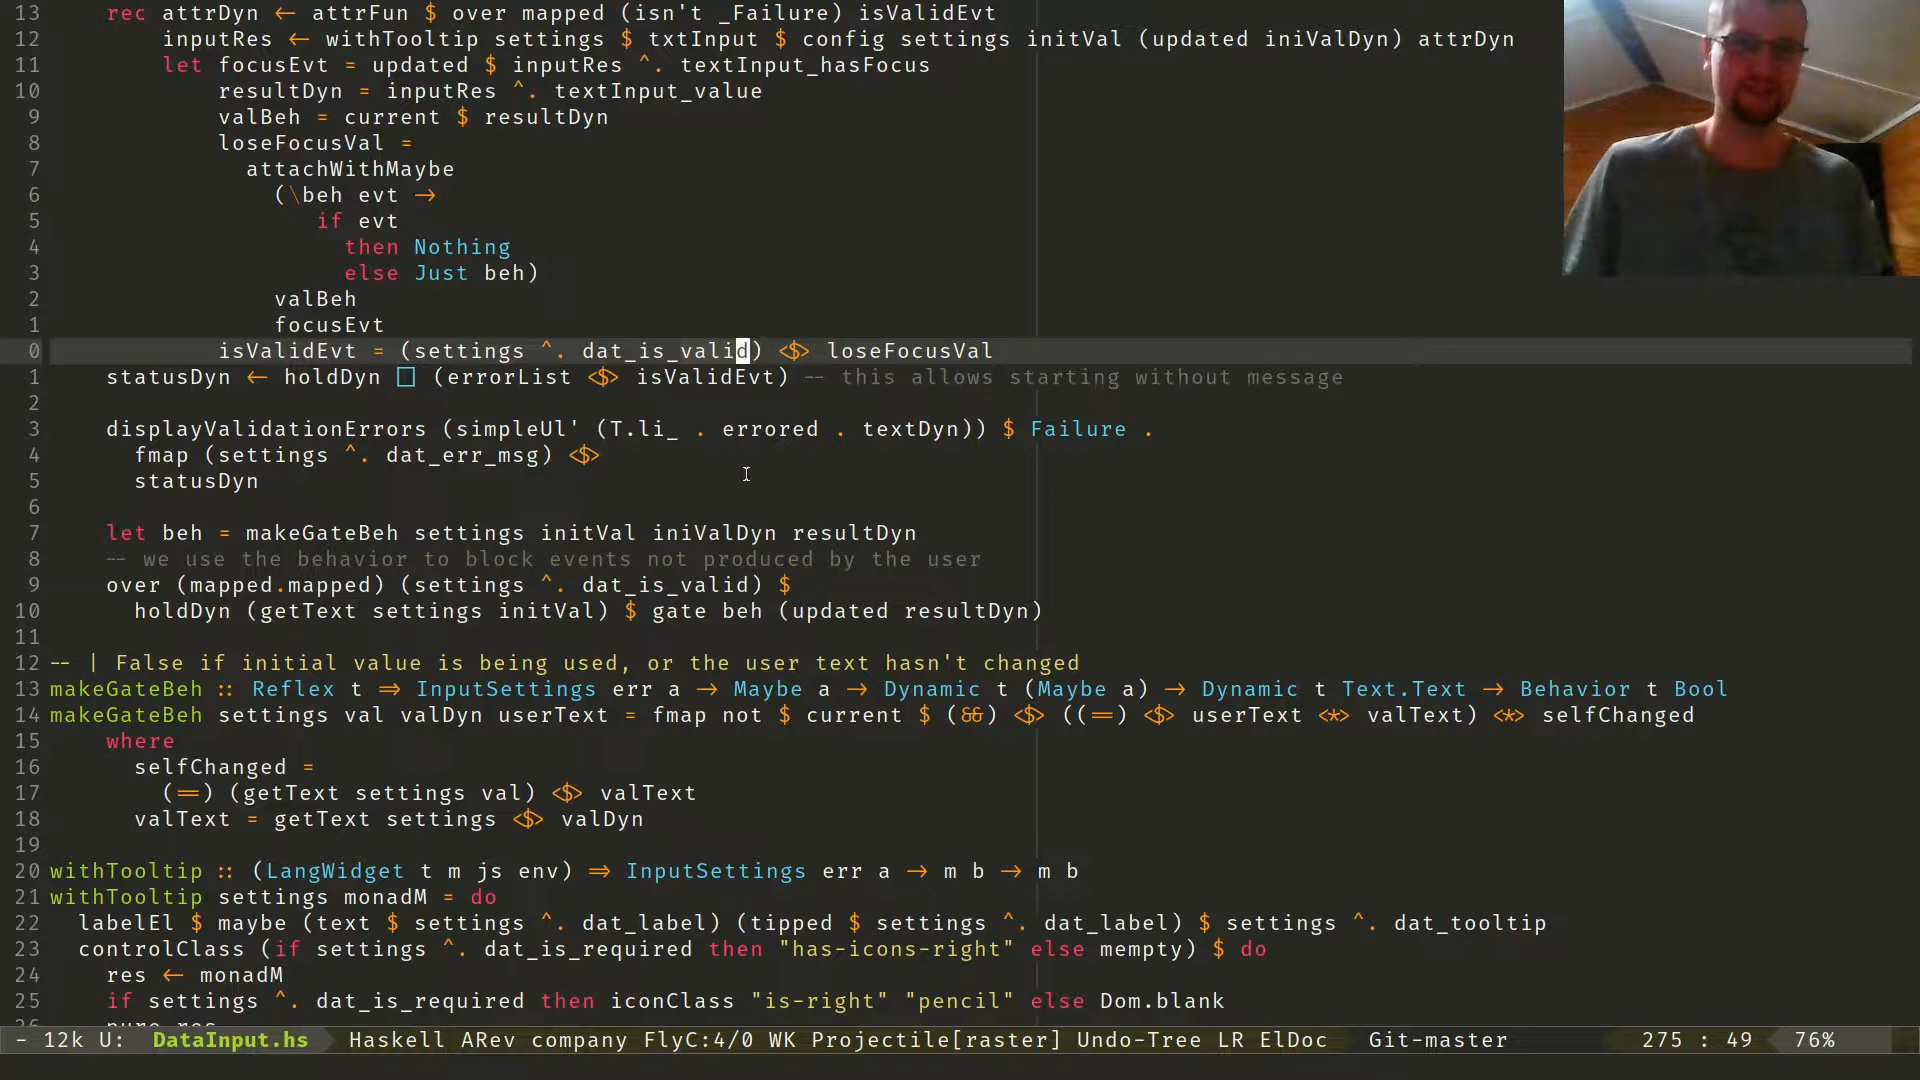 13 rec attrDyn ← attrFun $ over mapped (isn't _Failure) isValidEvt
12 inputRes ← withTooltip settings $ txtInput $ config settings initVal (updated iniValDyn) attrDyn
11 let focusEvt = updated $ inputRes ^. textInput_hasFocus
10 resultDyn = inputRes ^. textInput_value
9 valBeh = current $ resultDyn
8 loseFocusVal =
7 attachWithMaybe
6 (\beh evt →
5 if evt
4 then Nothing
3 else Just beh)
2 valBeh
1 focusEvt
0 isValidEvt = (settings ^. dat_is_valid) <$> loseFocusVal
1 statusDyn ← holdDyn [] (errorList <$> isValidEvt) -- this allows starting without message
2
3 displayValidationErrors (simpleUl' (T.li_ . errored . textDyn)) $ Failure .
4 fmap (settings ^. dat_err_msg) <$>
5 statusDyn
6
7 let beh = makeGateBeh settings initVal iniValDyn resultDyn
8 -- we use the behavior to block events not produced by the user
9 over (mapped.mapped) (settings ^. dat_is_valid) $
10 holdDyn (getText settings initVal) $ gate beh (updated resultDyn)
11
12 -- | False if initial value is being used, or the user text hasn't changed
13 makeGateBeh :: Reflex t ⇒ InputSettings err a → Maybe a → Dynamic t (Maybe a) → Dynamic t Text.Text → Behavior t Bool
14 makeGateBeh settings val valDyn userText = fmap not $ current $ (&&) <$> ((==) <$> userText <*> valText) <*> selfChanged
15 where
16 selfChanged =
17 (==) (getText settings val) <$> valText
18 valText = getText settings <$> valDyn
19
20 withTooltip :: (LangWidget t m js env) ⇒ InputSettings err a → m b → m b
21 withTooltip settings monadM = do
22 labelEl $ maybe (text $ settings ^. dat_label) (tipped $ settings ^. dat_label) $ settings ^. dat_tooltip
23 controlClass (if settings ^. dat_is_required then "has-icons-right" else mempty) $ do
24 res ← monadM
25 if settings ^. dat_is_required then iconClass "is-right" "pencil" else Dom.blank
26 pure res
- 12k U: DataInput.hs Haskell ARev company FlyC:4/0 WK Projectile[raster] Undo-Tree LR ElDoc Git-master 275 : 49 76%